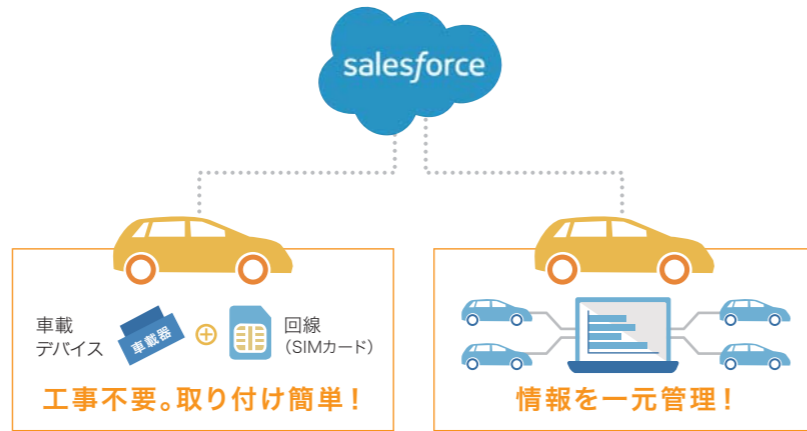 salesforce
車載
デバイス
車載器
回線
（SIMカード）
工事不要。取り付け簡単！
情報を一元管理！